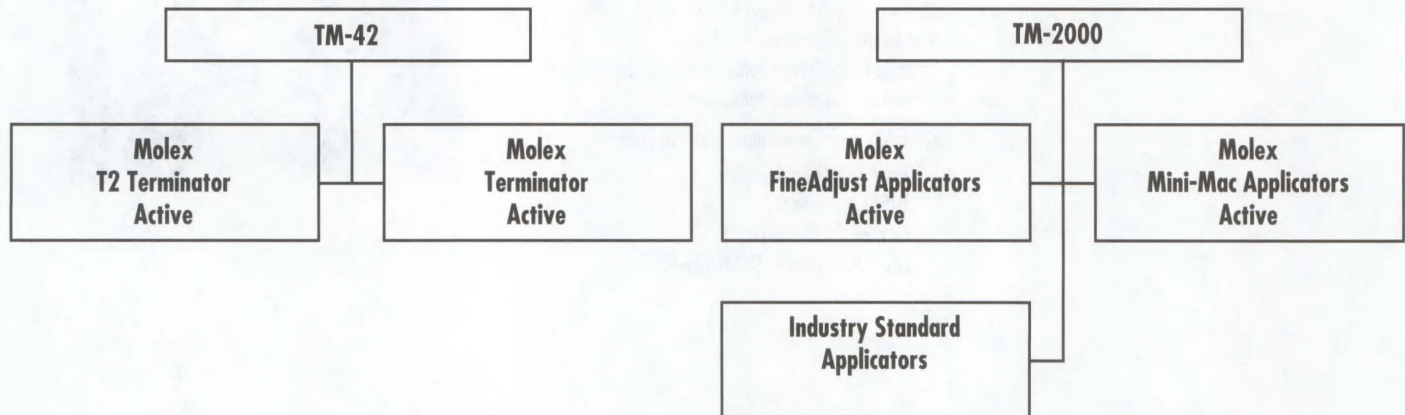 TM-42
TM-2000
Molex
T2 Terminator
Active
Molex
Terminator
Active
Molex
FineAdjust Applicators
Active
Molex
Mini-Mac Applicators
Active
Industry Standard
Applicators